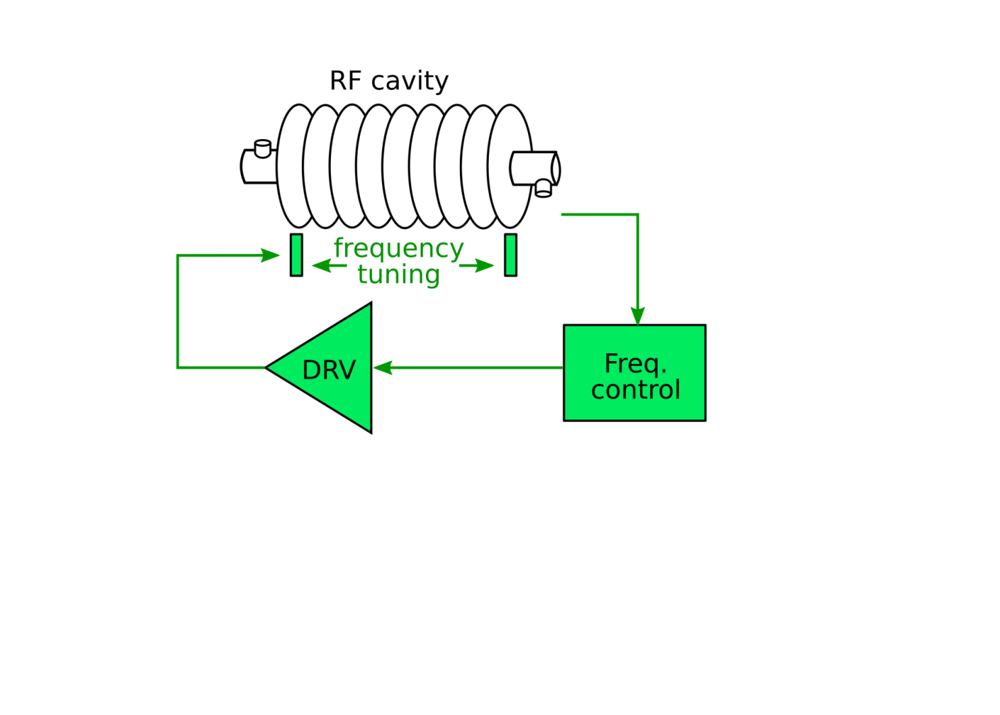 RF cavity
frequency
tuning
DRV
Freq.
control